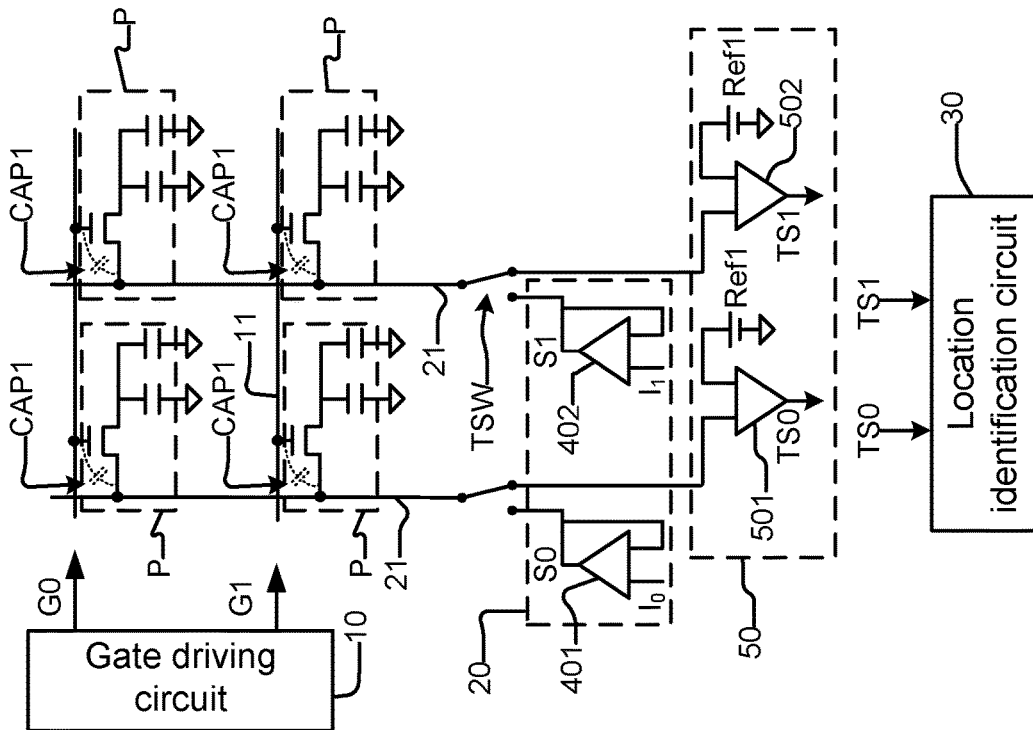 P
P
CAP1
CAP1
CAP1
CAP1
11
G0
G1
P
P
21
21
10
Gate driving
circuit
TSW
S0
S1
402
401
I0
I1
20
Ref1
Ref1
502
501
TS0
TS1
50
TS0
TS1
30
Location
identification circuit